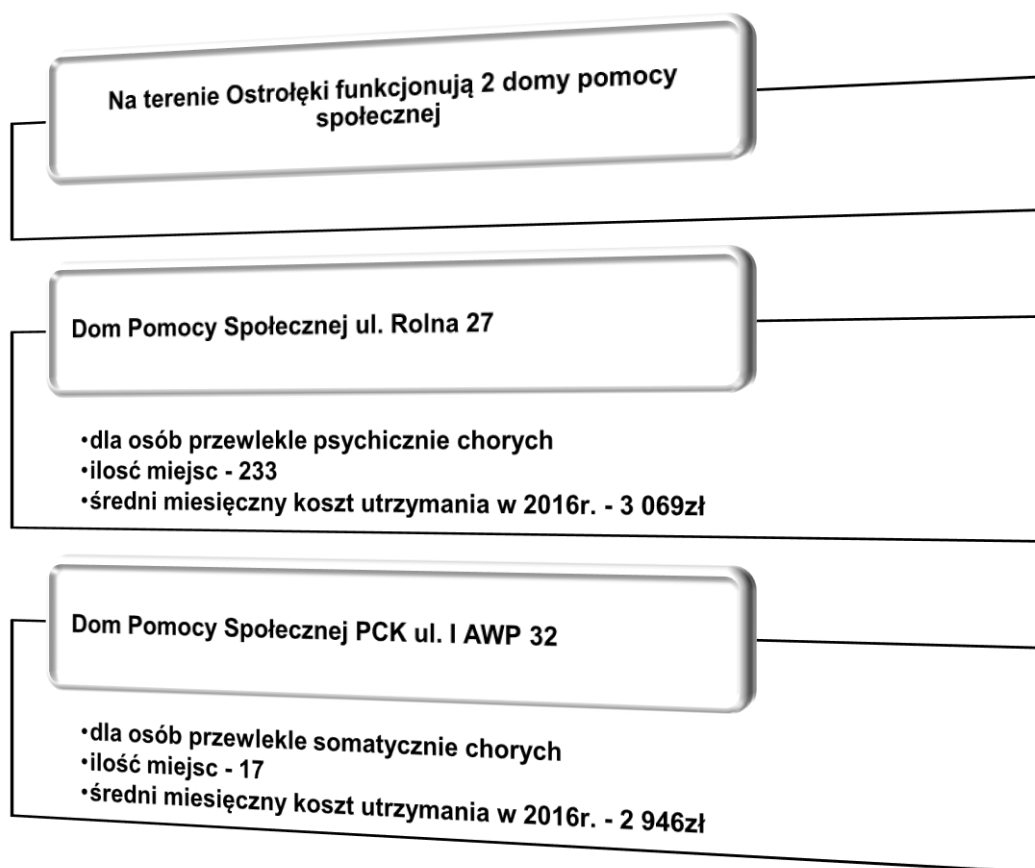 Na terenie Ostrołęki funkcjonują 2 domy pomocy
społecznej
Dom Pomocy Społecznej ul. Rolna 27
•dla osób przewlekle psychicznie chorych
•ilosć miejsc - 233
•średni miesięczny koszt utrzymania w 2016r. - 3 069zł
Dom Pomocy Społecznej PCK ul. I AWP 32
•dla osób przewlekle somatycznie chorych
•ilość miejsc - 17
•średni miesięczny koszt utrzymania w 2016r. - 2 946zł